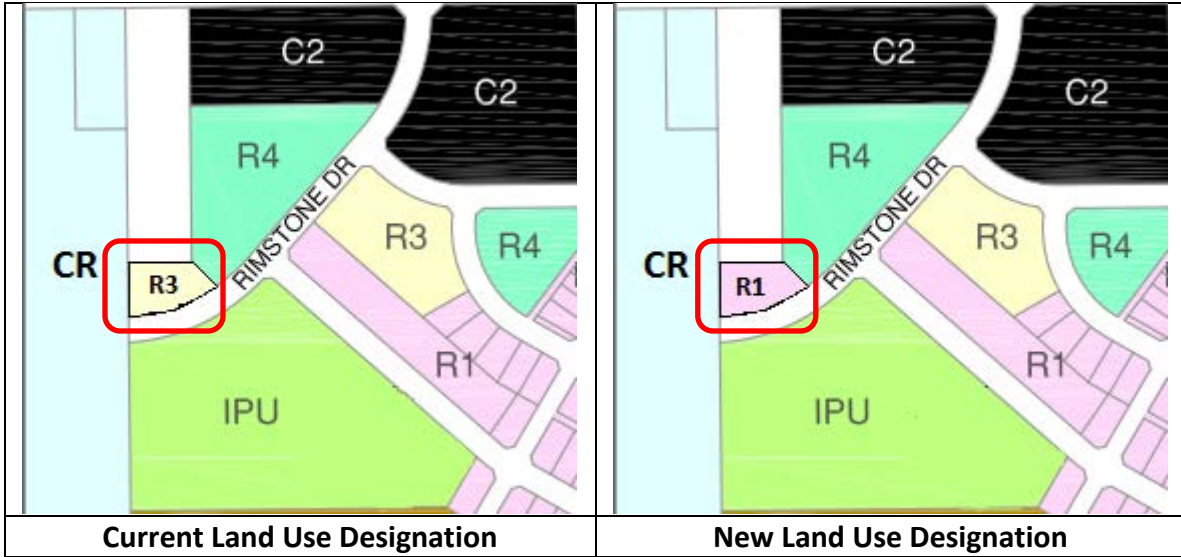 C2
C2
R4
RIMSTONE DR
R3
R4
CR
R3
R1
IPU
Current Land Use Designation
C2
C2
R4
RIMSTONE DR
R3
R4
CR
R1
R1
IPU
New Land Use Designation